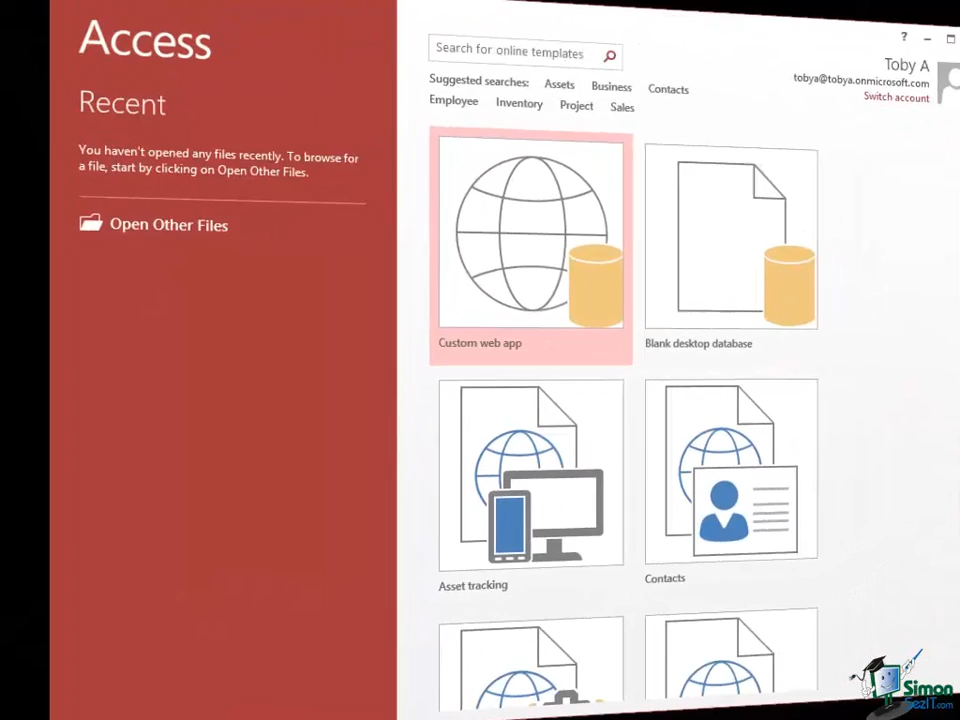 Access
Recent
You haven't opened any files recently. To browse for
a file, start by clicking on Open Other Files.
Open Other Files
Search for online templates
Suggested searches: Assets Business Contacts
Employee Inventory Project Sales
?
Toby A
tobya@tobya.onmicrosoft.com
Switch account
Custom web app
Blank desktop database
Asset tracking
Contacts
Simon
SezIT.com